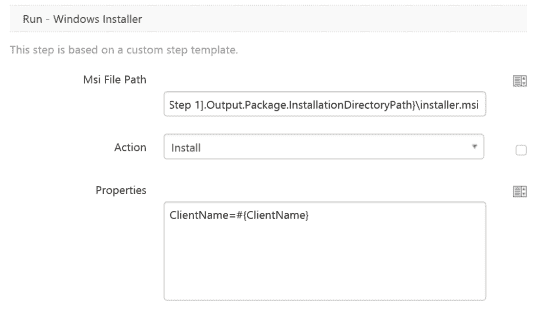 Run - Windows Installer
This step is based on a custom step template.
Msi File Path
Step 1].Output.Package.InstallationDirectoryPath}\installer.msi
Action
Install
Properties
ClientName=#{ClientName}